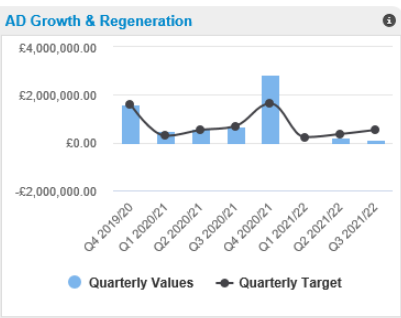 AD Growth & Regeneration
£4,000,000.00
£2,000,000.00
£0.00
-£2,000,000.00
Q4 2019/20
Q1 2020/21
Q2 2020/21
Q3 2020/21
Q4 2020/21
Q1 2021/22
Q2 2021/22
Q3 2021/22
Quarterly Values
Quarterly Target